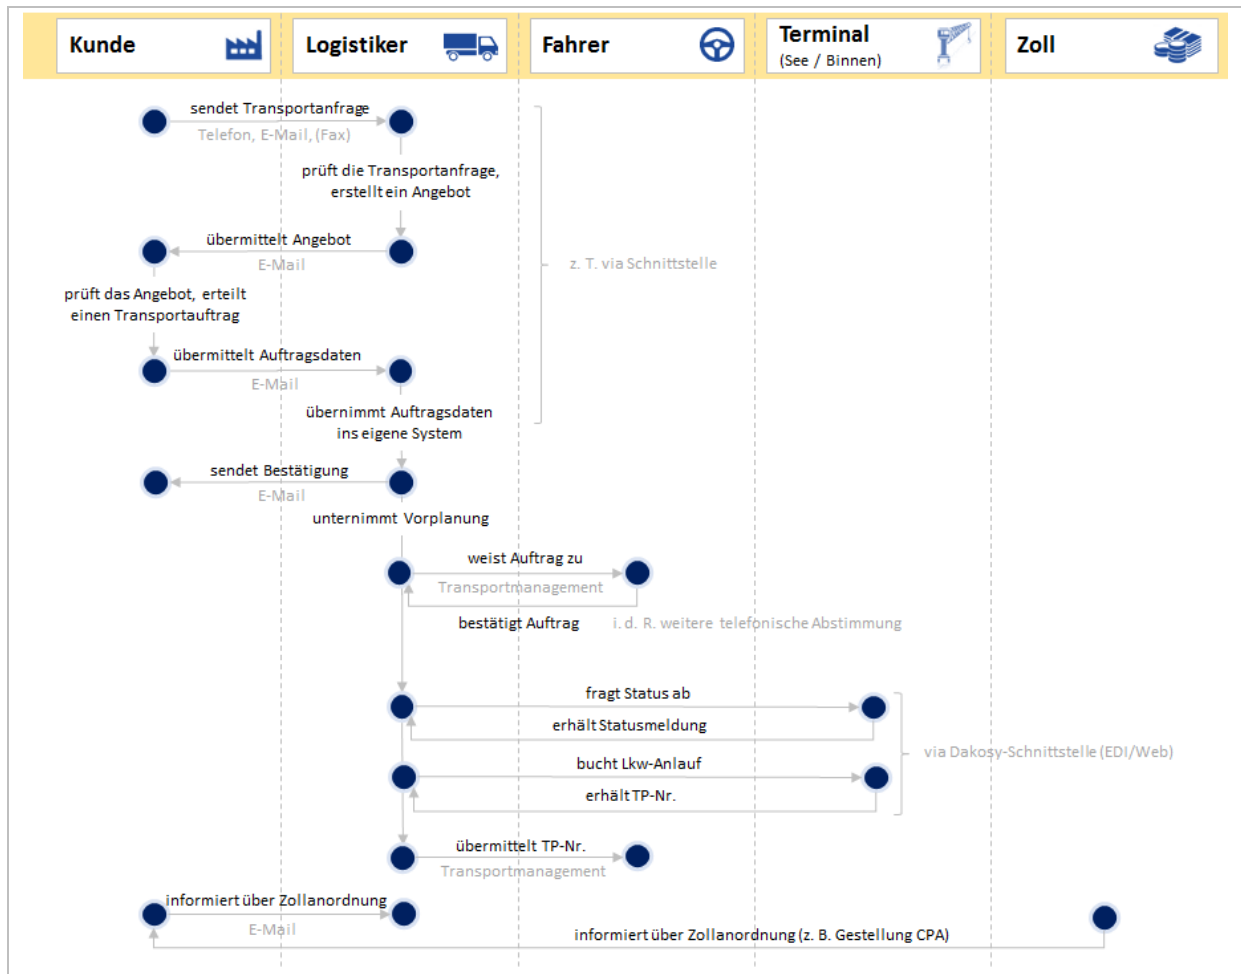 Kunde
Logistiker
Fahrer
Terminal
(See / Binnen)
Zoll
sendet Transportanfrage
Telefon, E-Mail, (Fax)
prüft die Transportanfrage,
erstellt ein Angebot
übermittelt Angebot
E-Mail
z. T. via Schnittstelle
prüft das Angebot, erteilt
einen Transportauftrag
übermittelt Auftragsdaten
E-Mail
übernimmt Auftragsdaten
ins eigene System
sendet Bestätigung
E-Mail
unternimmt Vorplanung
weist Auftrag zu
Transportmanagement
bestätigt Auftrag
i. d. R. weitere telefonische Abstimmung
fragt Status ab
erhält Statusmeldung
via Dakosy-Schnittstelle (EDI/Web)
bucht Lkw-Anlauf
erhält TP-Nr.
übermittelt TP-Nr.
Transportmanagement
informiert über Zollanordnung
E-Mail
informiert über Zollanordnung (z. B. Gestellung CPA)